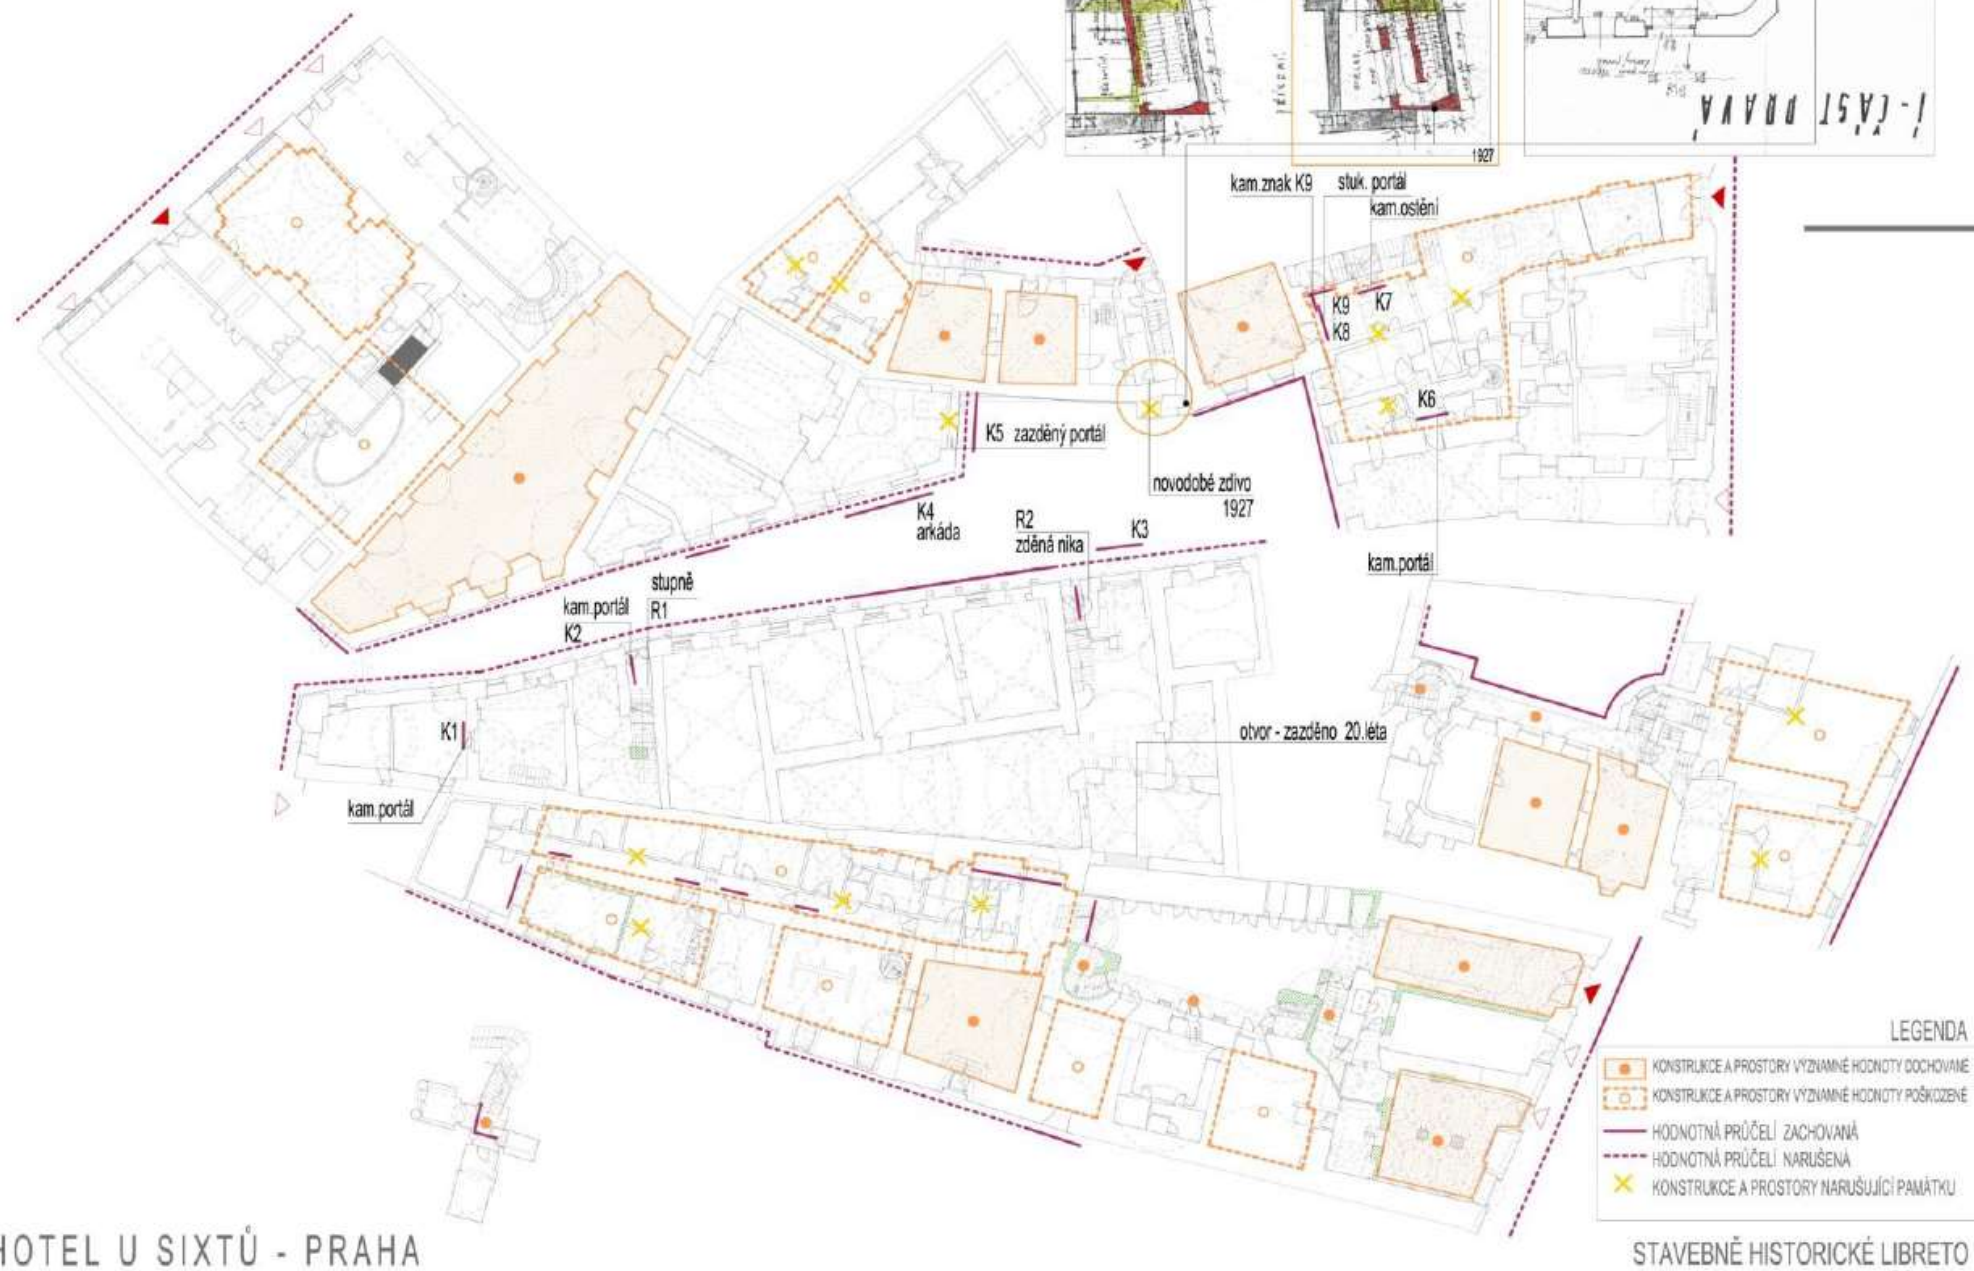 1927
Í - ČÁST PRAVÁ
kam.znak K9
stuk. portál
kam.ostění
K9
K8
K7
K6
K5 zazděný portál
novodobé zdivo
1927
K4
arkáda
R2
zděná nika
K3
kam.portál
stupně
R1
kam.portál
K2
K1
kam.portál
otvor - zazděno 20.léta
LEGENDA
KONSTRUKCE A PROSTORY VÝZNAMNÉ HODNOTY DOCHOVANÉ
KONSTRUKCE A PROSTORY VÝZNAMNÉ HODNOTY POŠKOZENÉ
HODNOTNÁ PRŮČELÍ ZACHOVANÁ
HODNOTNÁ PRŮČELÍ NARUŠENÁ
KONSTRUKCE A PROSTORY NARUŠUJÍCÍ PAMÁTKU
HOTEL U SIXTŮ - PRAHA
STAVEBNĚ HISTORICKÉ LIBRETO